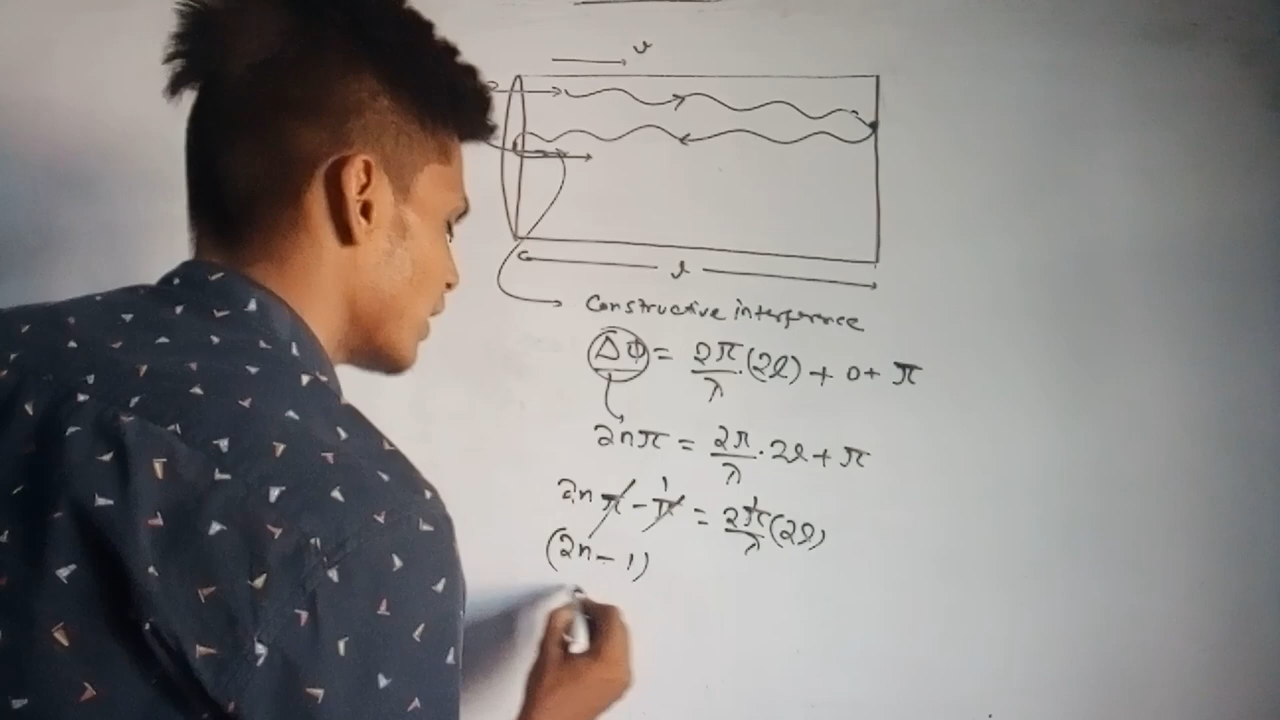 v
l
Constructive interference
Δφ = 2π/λ.(2l) + 0 + π
2nπ = 2π/λ . 2l + π
2nπ - π = 2π/λ (2l)
(2n - 1)